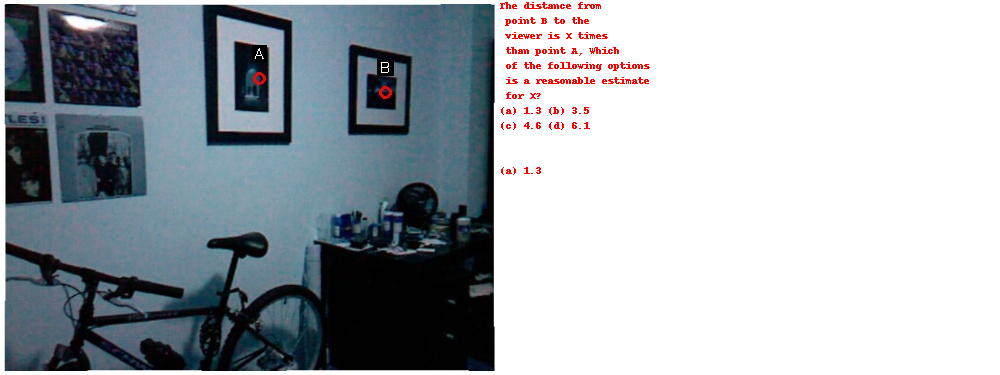 A
B
TLES!
The distance from
point B to the
viewer is X times
than point A, Which
of the following options
is a reasonable estimate
for X?
(a) 1.3 (b) 3.5
(c) 4.6 (d) 6.1
(a) 1.3